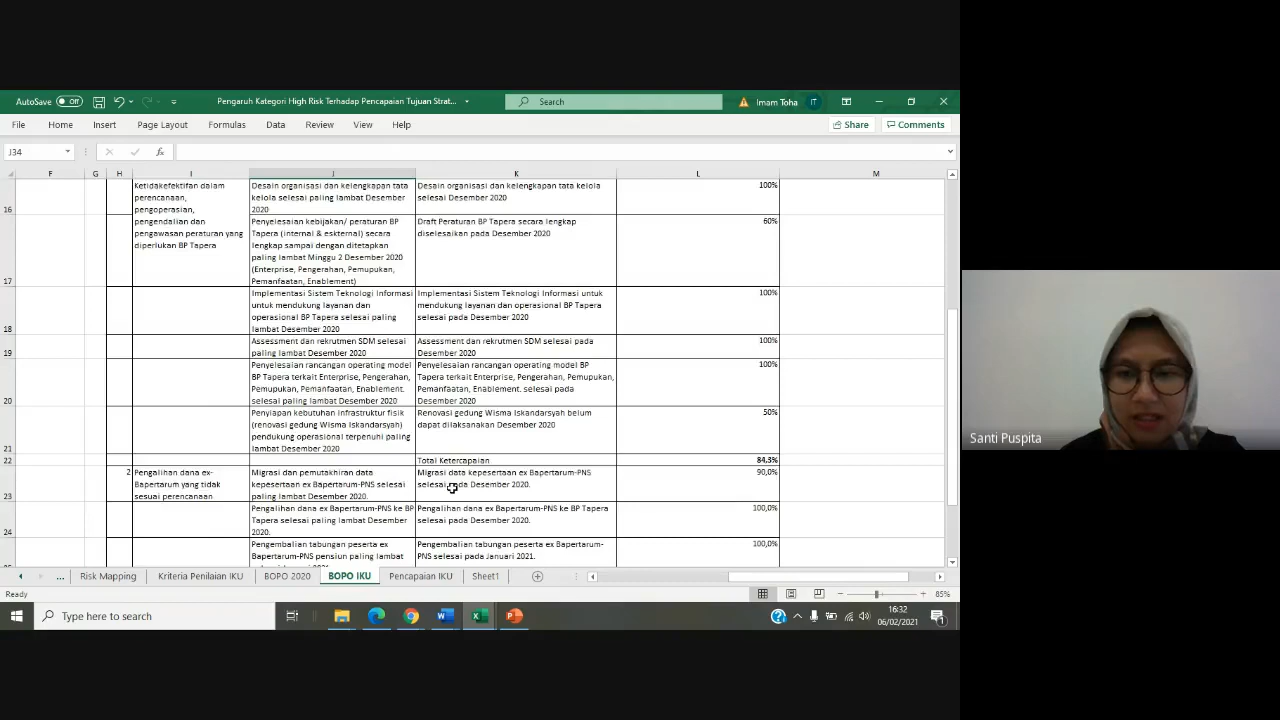 AutoSave Off Pengaruh Kategori High Risk Terhadap Pencapaian Tujuan Strat... Search Imam Toha IT
File Home Insert Page Layout Formulas Data Review View Help Share Comments
J34 fx
F G H I J K L M
16 Ketidakefektifan dalam
perencanaan,
pengoperasian,
pengendalian dan
pengawasan peraturan yang
diperlukan BP Tapera
Desain organisasi dan kelengkapan tata
kelola selesai paling lambat Desember
2020
Desain organisasi dan kelengkapan tata kelola
selesai Desember 2020
100%
17
Penyelesaian kebijakan/ peraturan BP
Tapera (internal & eskternal) secara
lengkap sampai dengan ditetapkan
paling lambat Minggu 2 Desember 2020
(Enterprise, Pengerahan, Pemupukan,
Pemanfaatan, Enablement)
Draft Peraturan BP Tapera secara lengkap
diselesaikan pada Desember 2020
60%
18
Implementasi Sistem Teknologi Informasi
untuk mendukung layanan dan
operasional BP Tapera selesai paling
lambat Desember 2020
Implementasi Sistem Teknologi Informasi untuk
mendukung layanan dan operasional BP Tapera
selesai pada Desember 2020
100%
19
Assessment dan rekrutmen SDM selesai
paling lambat Desember 2020
Assessment dan rekrutmen SDM selesai pada
Desember 2020
100%
20
Penyelesaian rancangan operating model
BP Tapera terkait Enterprise, Pengerahan,
Pemupukan, Pemanfaatan, Enablement.
selesai paling lambat Desember 2020
Penyelesaian rancangan operating model BP
Tapera terkait Enterprise, Pengerahan, Pemupukan,
Pemanfaatan, Enablement. selesai pada
Desember 2020
100%
21
Penyiapan kebutuhan infrastruktur fisik
(renovasi gedung Wisma Iskandarsyah)
pendukung operasional terpenuhi paling
lambat Desember 2020
Renovasi gedung Wisma Iskandarsyah belum
dapat dilaksanakan Desember 2020
50%
22 Total Ketercapaian 84,3%
23 2 Pengalihan dana ex-
Bapertarum yang tidak
sesuai perencanaan
Migrasi dan pemutakhiran data
kepesertaan ex Bapertarum-PNS selesai
paling lambat Desember 2020.
Migrasi data kepesertaan ex Bapertarum-PNS
selesai pada Desember 2020.
90,0%
24
Pengalihan dana ex Bapertarum-PNS ke BP
Tapera selesai paling lambat Desember
2020.
Pengalihan dana ex Bapertarum-PNS ke BP Tapera
selesai pada Desember 2020.
100,0%
Pengembalian tabungan peserta ex
Bapertarum-PNS pensiun paling lambat
Pengembalian tabungan peserta ex Bapertarum-
PNS selesai pada Januari 2021.
100,0%
... Risk Mapping Kriteria Penilaian IKU BOPO 2020 BOPO IKU Pencapaian IKU Sheet1
Ready 85%
Type here to search 16:32
06/02/2021
Santi Puspita